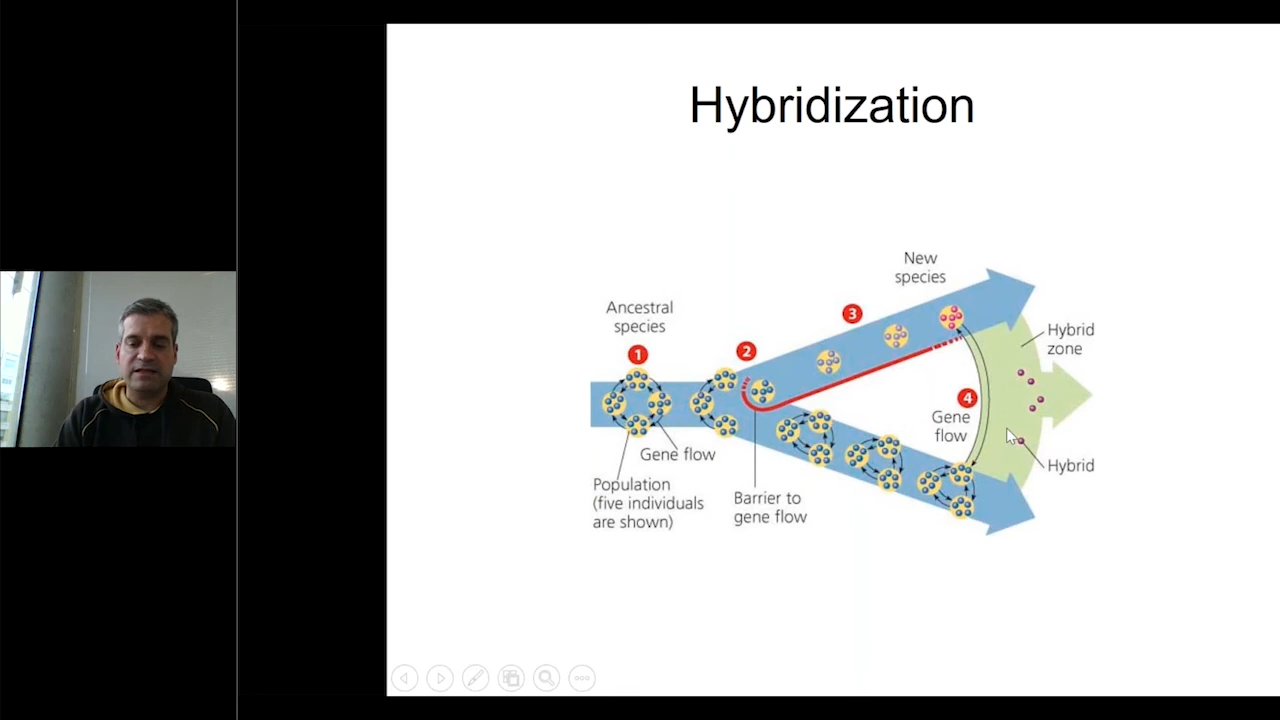 Hybridization
New
species
Ancestral
species
3
Hybrid
zone
1
2
4
Gene
flow
Gene flow
Hybrid
Population
(five individuals
are shown)
Barrier to
gene flow